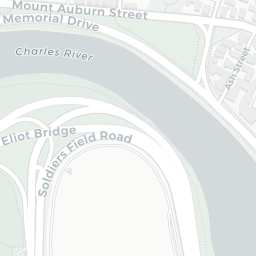 Mount Auburn Street
Memorial Drive
Charles River
Ash Street
Eliot Bridge
Soldiers Field Road